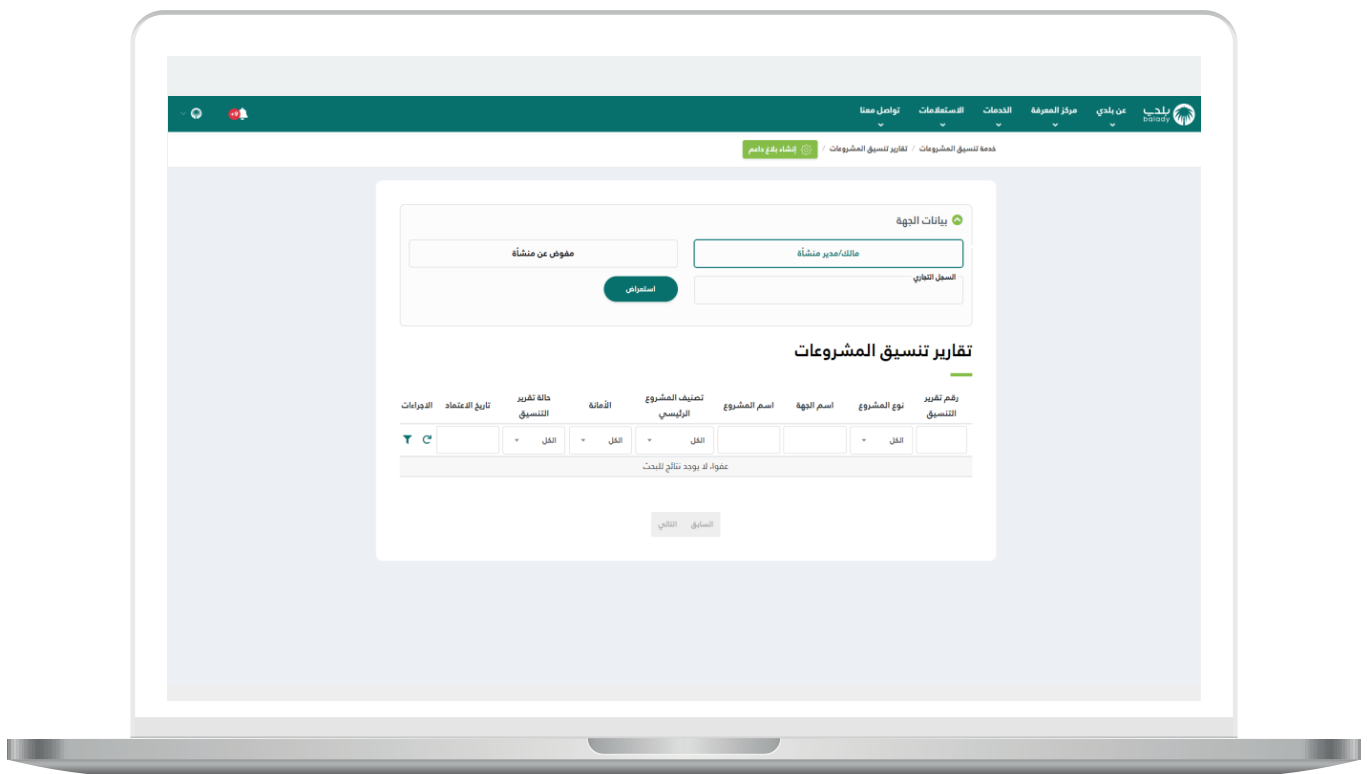 بلدي
balady
عن بلدي
مركز المعرفة
الخدمات
الاستعلامات
تواصل معنا
خدمة تنسيق المشروعات / تقارير تنسيق المشروعات / إنشاء بلاغ داعم
بيانات الجهة
مالك/مدير منشأة
مفوض عن منشأة
السجل التجاري
استعراض
تقارير تنسيق المشروعات
رقم تقرير التنسيق
نوع المشروع
اسم الجهة
اسم المشروع
تصنيف المشروع الرئيسي
الأمانة
حالة تقرير التنسيق
تاريخ الاعتماد
الاجراءات
الكل
الكل
الكل
الكل
عفوا، لا يوجد نتائج للبحث
السابق
التالي